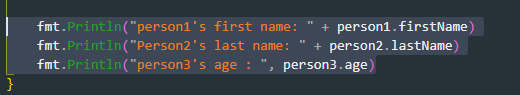 fmt.Println("person1's first name: " + person1.firstName)
fmt.Println("Person2's last name: " + person2.lastName)
fmt.Println("person3's age : ", person3.age)
}